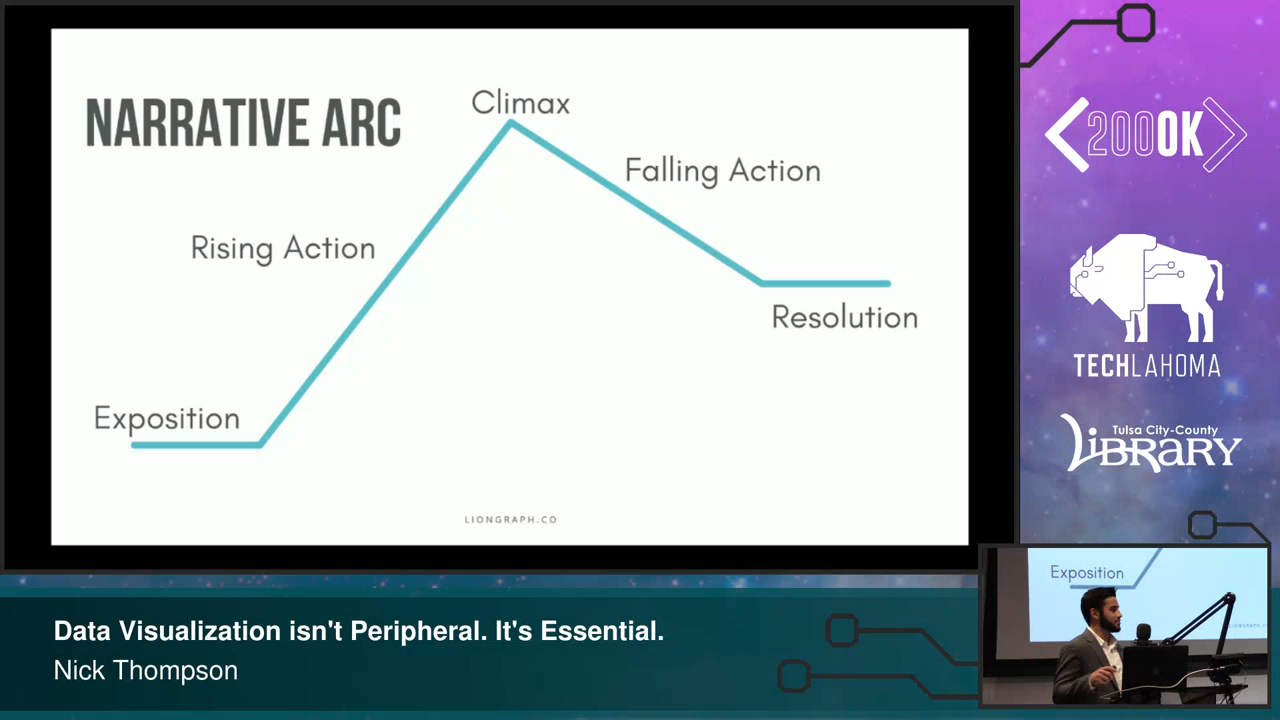 NARRATIVE ARC
Climax
Falling Action
Rising Action
Resolution
Exposition
LIONGRAPH.CO
200OK
TECHLAHOMA
Tulsa City-County
LiBRARY
Exposition
Data Visualization isn't Peripheral. It's Essential.
Nick Thompson